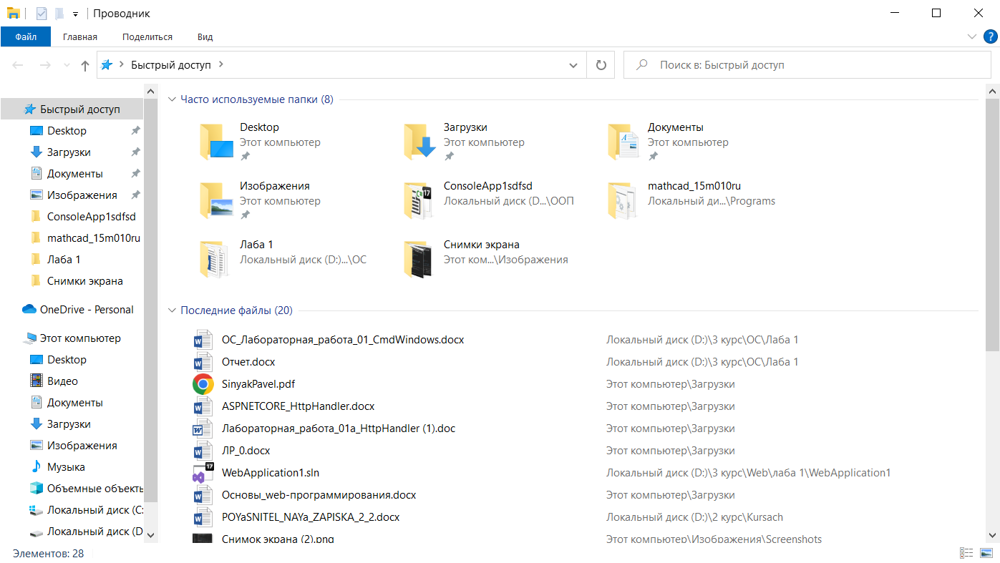 Проводник
Файл Главная Поделиться Вид
?
Быстрый доступ
Поиск в: Быстрый доступ
Быстрый доступ
Desktop
Загрузки
Документы
Изображения
ConsoleApp1sdfsd
mathcad_15m010ru
Лаба 1
Снимки экрана
OneDrive - Personal
Этот компьютер
Desktop
Видео
Документы
Загрузки
Изображения
Музыка
Объемные объекть
Локальный диск (C:
Локальный диск (D
Часто используемые папки (8)
Desktop
Этот компьютер
Загрузки
Этот компьютер
Документы
Этот компьютер
Изображения
Этот компьютер
ConsoleApp1sdfsd
Локальный диск (D...\ООП
mathcad_15m010ru
Локальный ди...\Programs
Лаба 1
Локальный диск (D:)...\ОС
Снимки экрана
Этот ком...\Изображения
Последние файлы (20)
ОС_Лабораторная_работа_01_CmdWindows.docx Локальный диск (D:)\3 курс\ОС\Лаба 1
Отчет.docx Локальный диск (D:)\3 курс\ОС\Лаба 1
SinyakPavel.pdf Этот компьютер\Загрузки
ASPNETCORE_HttpHandler.docx Этот компьютер\Загрузки
Лабораторная_работа_01a_HttpHandler (1).doc Этот компьютер\Загрузки
ЛР_0.docx Этот компьютер\Загрузки
WebApplication1.sln Локальный диск (D:)\3 курс\Web\лаба 1\WebApplication1
Основы_web-программирования.docx Этот компьютер\Загрузки
POYaSNITEL_NAYa_ZAPISKA_2_2.docx Локальный диск (D:)\2 курс\Kursach
Снимок экрана (2).png Этот компьютер\Изображения\Screenshots
Элементов: 28